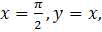 x = π/2, y = x,